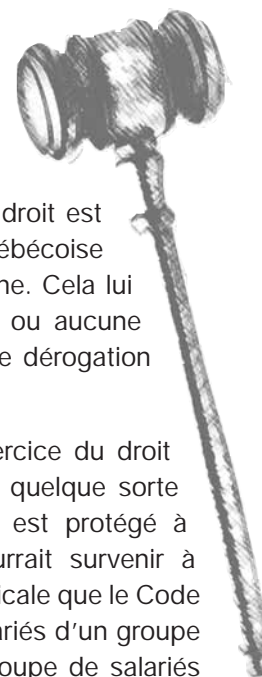 droit est
ébécoise
ne. Cela lui
ou aucune
e dérogation
ercice du droit
quelque sorte
est protégé à
urrait survenir à
icale que le Code
ariés d'un groupe
oupe de salariés